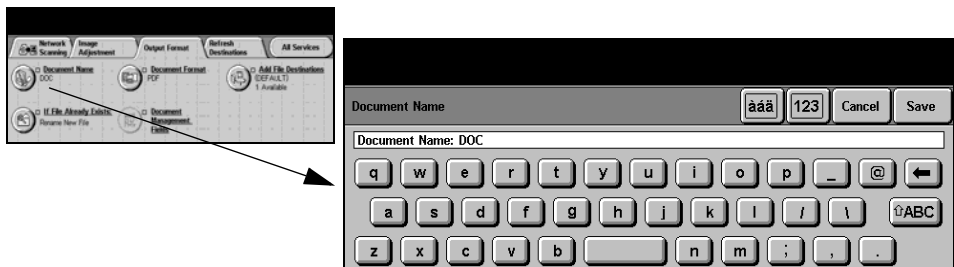 Network Scanning Image Adjustment Output Format Refresh Destinations All Services
Document Name
DOC
Document Format
PDF
Add File Destinations
(DEFAULT)
1 Available
If File Already Exists.
Rename New File
Document Management. Fields
Document Name àáä 123 Cancel Save
Document Name: DOC
q w e r t y u i o p _ @ ⬅
a s d f g h j k l / \ ⇧ABC
z x c v b n m ; , .